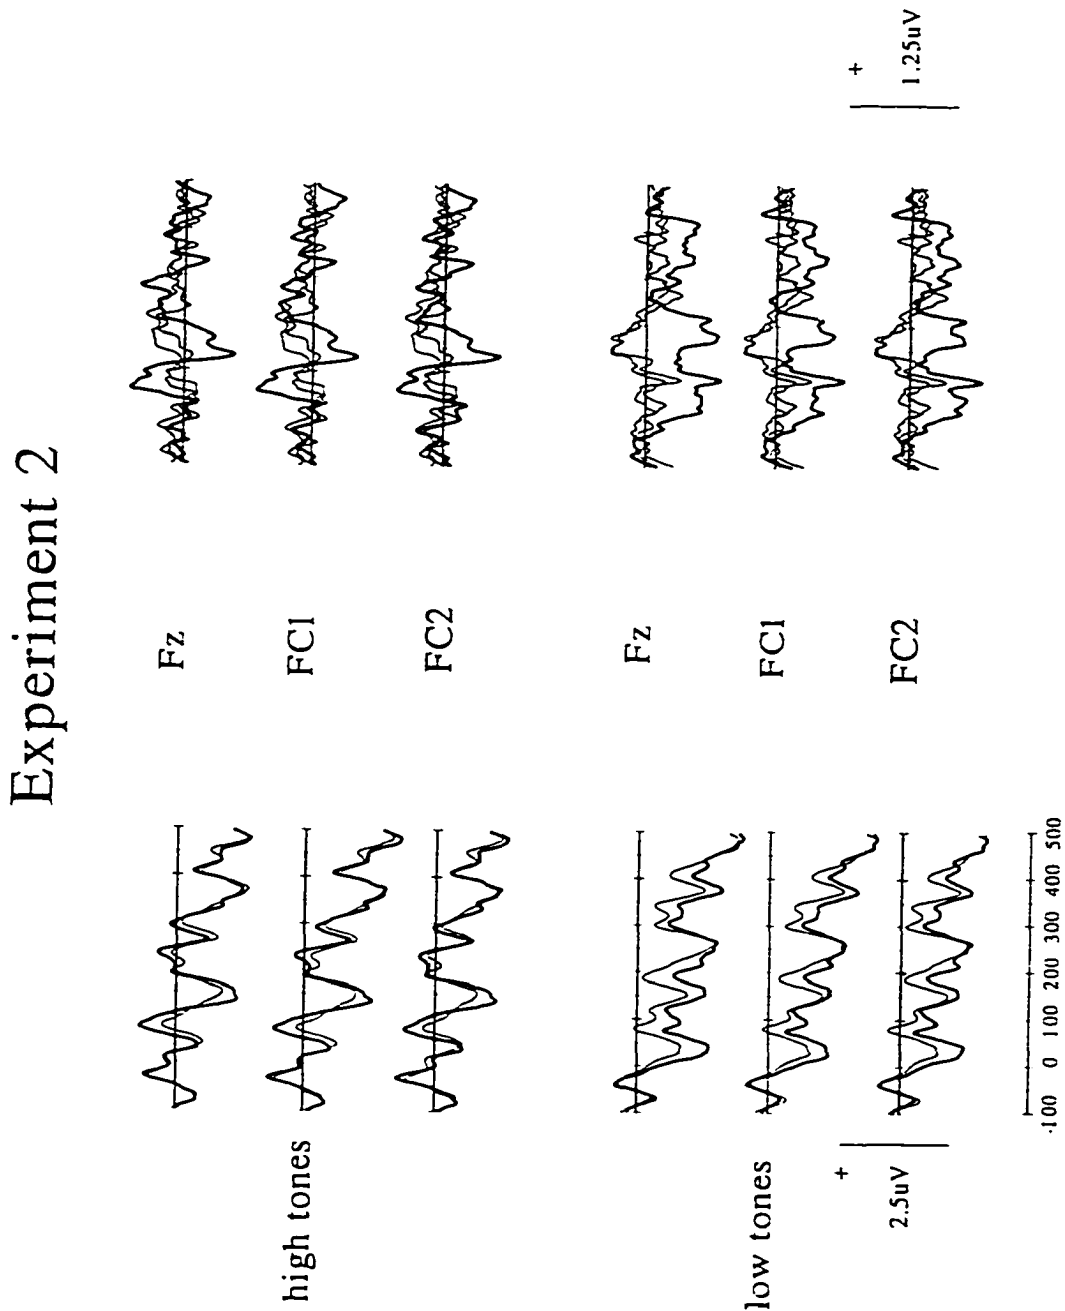 Experiment 2
high tones
Fz
FC1
FC2
low tones
Fz
FC1
FC2
+
2.5uV
+
1.25uV
-100 0 100 200 300 400 500